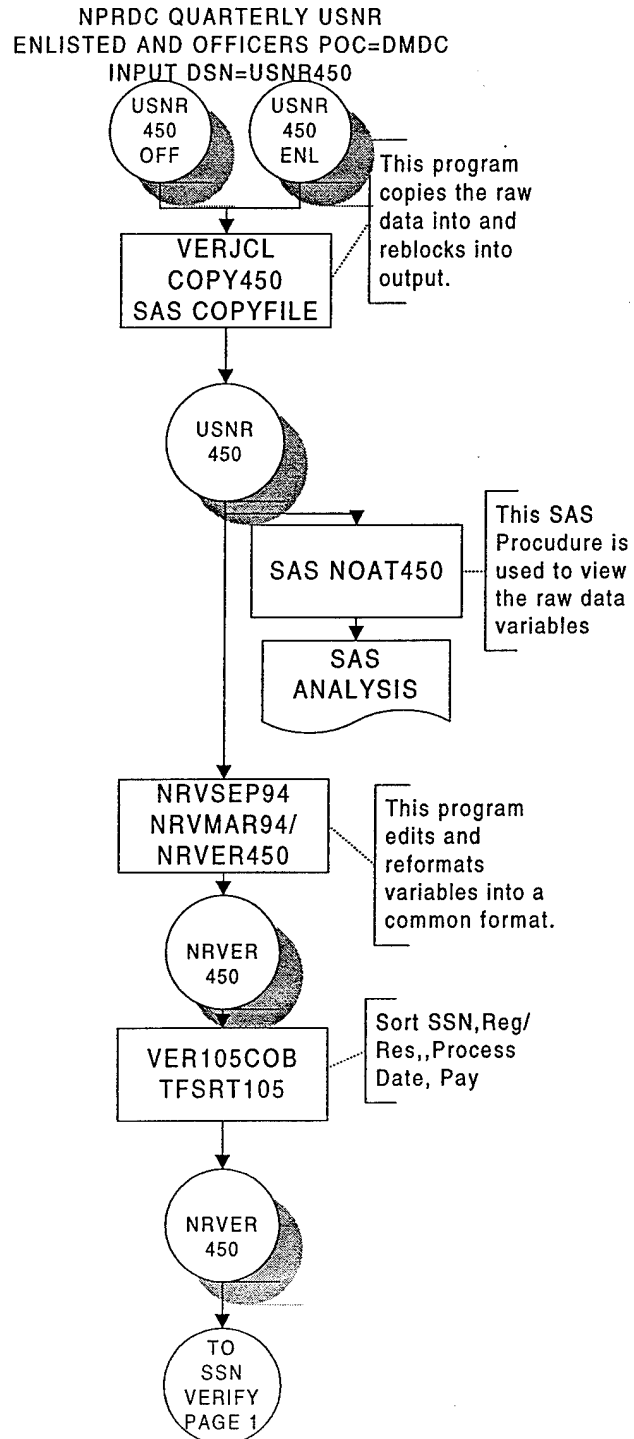 NPRDC QUARTERLY USNR
ENLISTED AND OFFICERS POC=DMDC
INPUT DSN=USNR450
USNR
450
OFF
USNR
450
ENL
This program
copies the raw
data into and
reblocks into
output.
VERJCL
COPY450
SAS COPYFILE
USNR
450
SAS NOAT450
This SAS
Procudure is
used to view
the raw data
variables
SAS
ANALYSIS
NRVSEP94
NRVMAR94/
NRVER450
This program
edits and
reformats
variables into a
common format.
NRVER
450
VER105COB
TFSRT105
Sort SSN,Reg/
Res,,Process
Date, Pay
NRVER
450
TO
SSN
VERIFY
PAGE 1